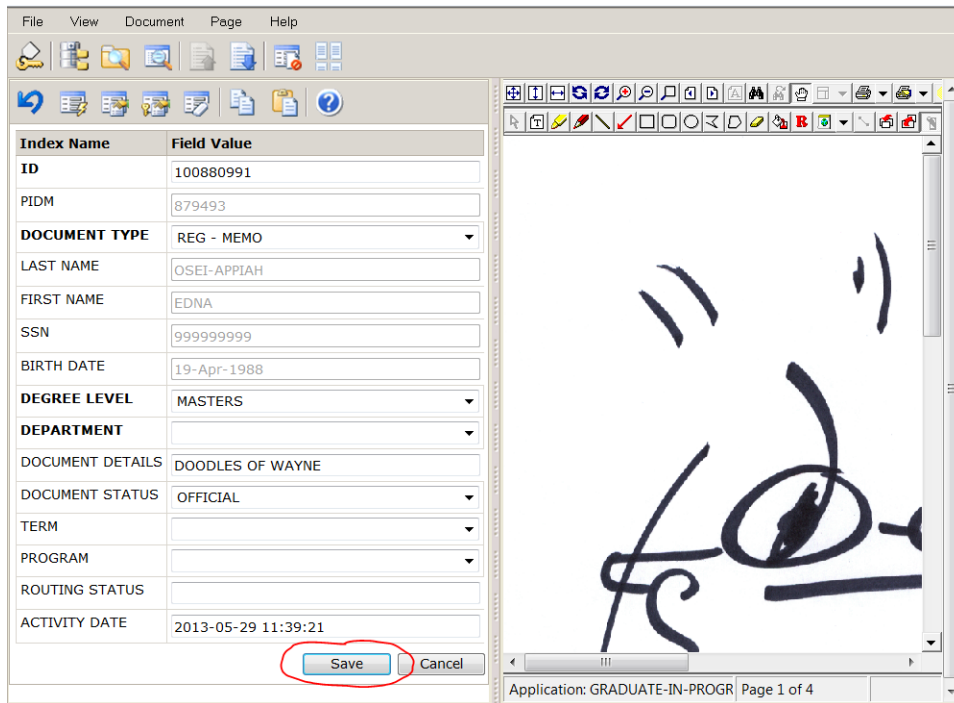 File View Document Page Help
Index Name Field Value
ID 100880991
PIDM 879493
DOCUMENT TYPE REG - MEMO
LAST NAME OSEI-APPIAH
FIRST NAME EDNA
SSN 999999999
BIRTH DATE 19-Apr-1988
DEGREE LEVEL MASTERS
DEPARTMENT
DOCUMENT DETAILS DOODLES OF WAYNE
DOCUMENT STATUS OFFICIAL
TERM
PROGRAM
ROUTING STATUS
ACTIVITY DATE 2013-05-29 11:39:21
Save Cancel
Application: GRADUATE-IN-PROGR Page 1 of 4